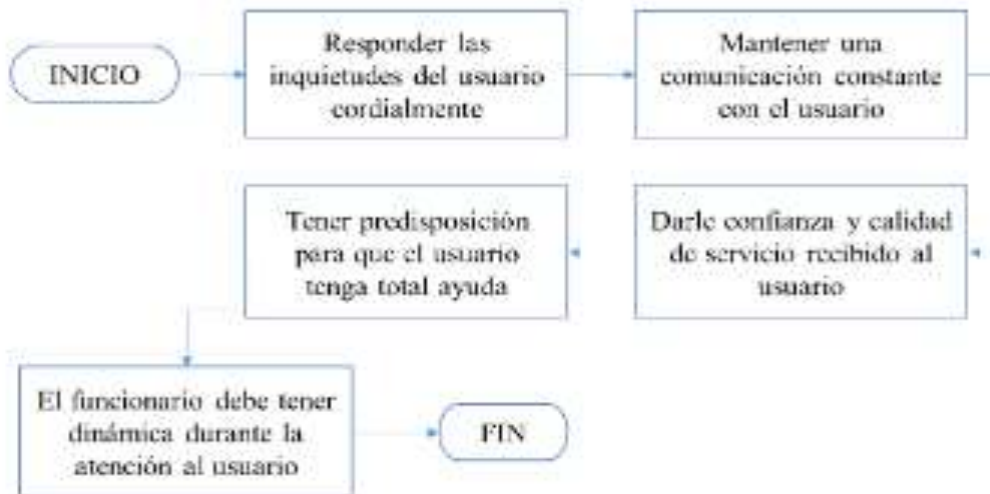 INICIO
Responder las
inquietudes del usuario
cordialmente
Mantener una
comunicación constante
con el usuario
Darle confianza y calidad
de servicio recibido al
usuario
Tener predisposición
para que el usuario
tenga total ayuda
El funcionario debe tener
dinámica durante la
atención al usuario
FIN